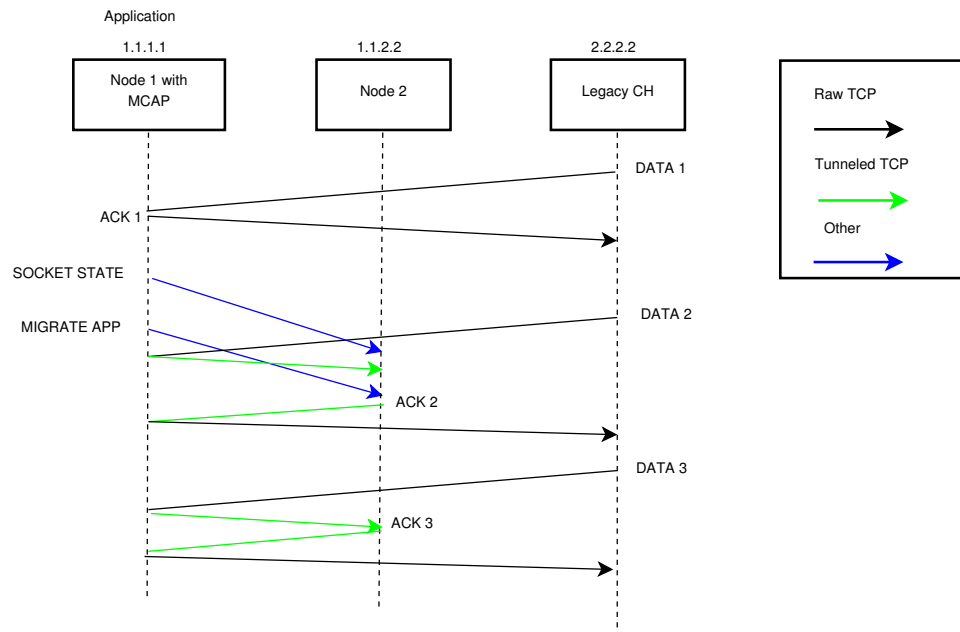 Application
1.1.1.1
1.1.2.2
2.2.2.2
Node 1 with
MCAP
Node 2
Legacy CH
Raw TCP
Tunneled TCP
Other
DATA 1
ACK 1
SOCKET STATE
MIGRATE APP
DATA 2
ACK 2
DATA 3
ACK 3